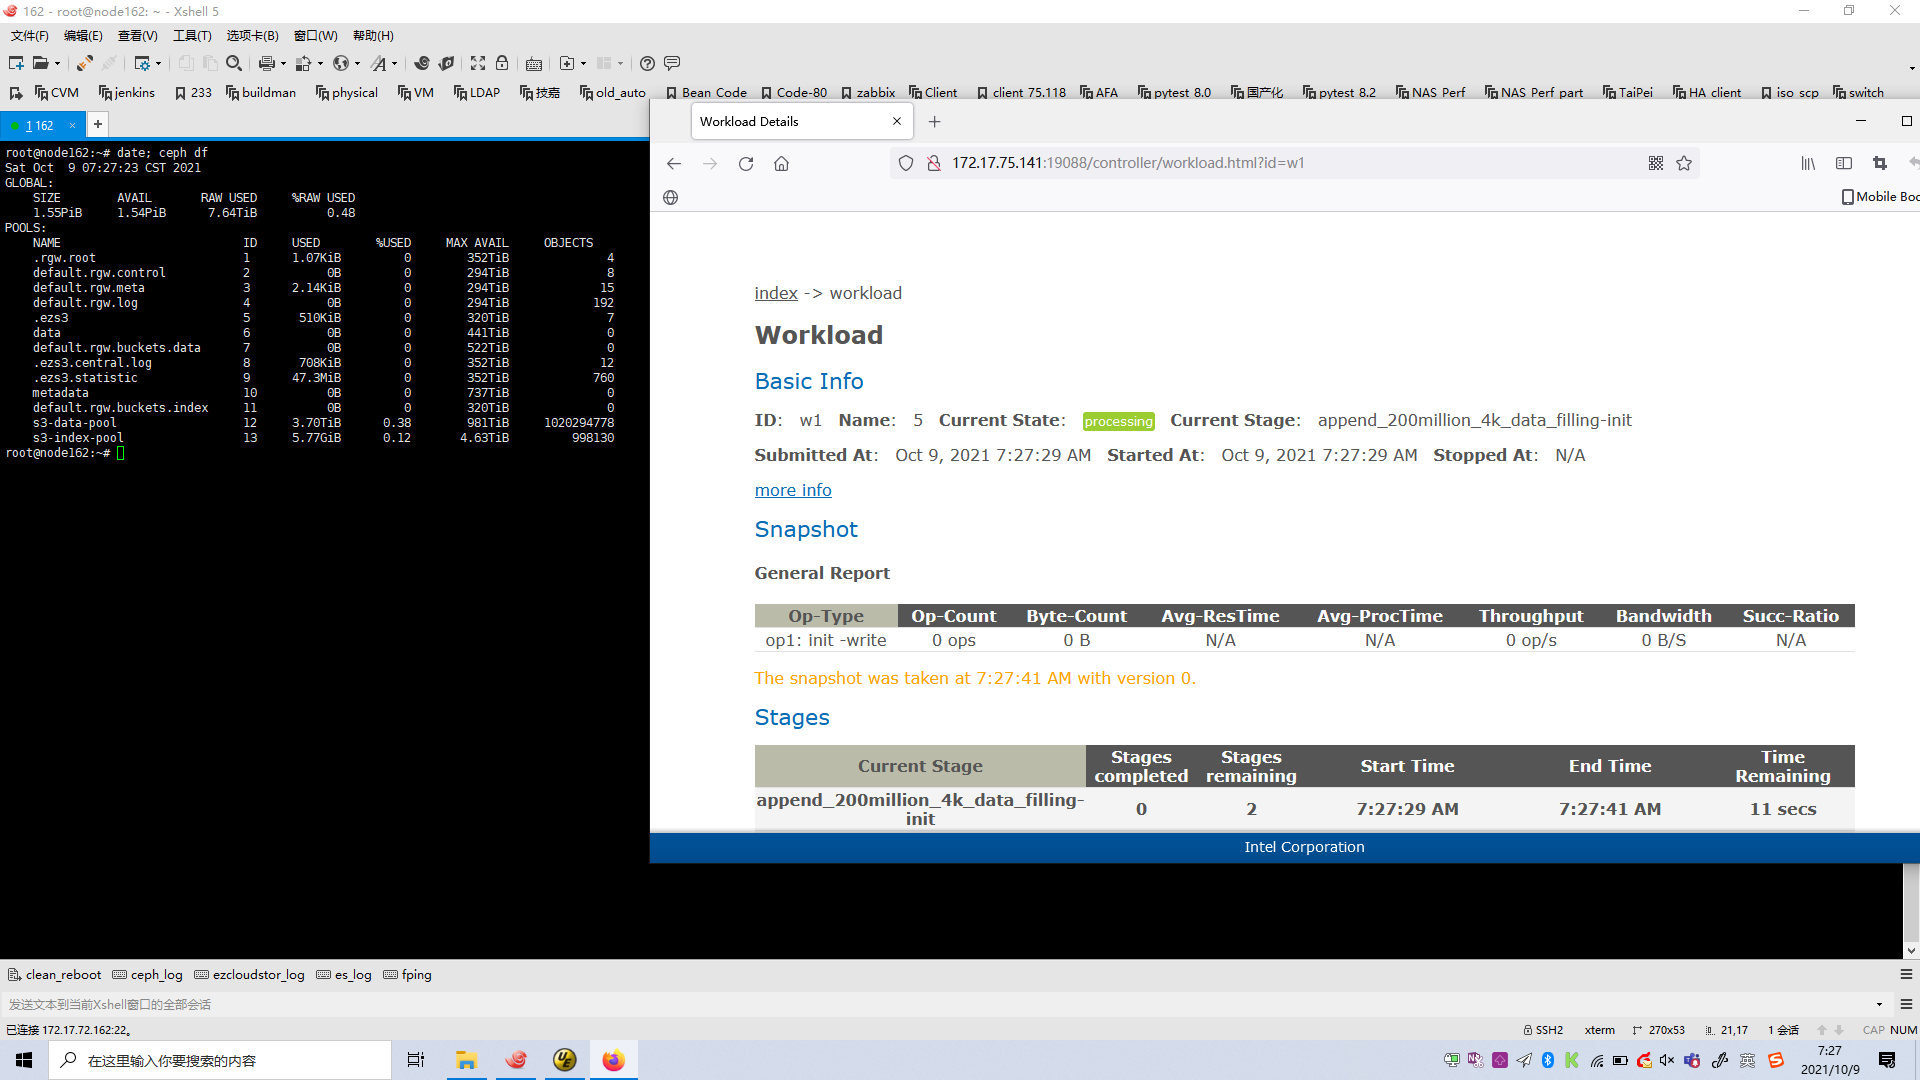 162 - root@node162: ~ - Xshell 5
文件(F) 编辑(E) 查看(V) 工具(T) 选项卡(B) 窗口(W) 帮助(H)
CVM jenkins 233 buildman physical VM LDAP 技嘉 old_auto Bean Code Code-80 zabbix Client client 75.118 AFA pytest 8.0 国产化 pytest 8.2 NAS Perf NAS Perf part TaiPei HA client iso scp switch
1 162 × +
root@node162:~# date; ceph df
Sat Oct  9 07:27:23 CST 2021
GLOBAL:
SIZE AVAIL RAW USED %RAW USED
1.55PiB 1.54PiB 7.64TiB 0.48
POOLS:
NAME ID USED %USED MAX AVAIL OBJECTS
.rgw.root 1 1.07KiB 0 352TiB 4
default.rgw.control 2 0B 0 294TiB 8
default.rgw.meta 3 2.14KiB 0 294TiB 15
default.rgw.log 4 0B 0 294TiB 192
.ezs3 5 510KiB 0 320TiB 7
data 6 0B 0 441TiB 0
default.rgw.buckets.data 7 0B 0 522TiB 0
.ezs3.central.log 8 708KiB 0 352TiB 12
.ezs3.statistic 9 47.3MiB 0 352TiB 760
metadata 10 0B 0 737TiB 0
default.rgw.buckets.index 11 0B 0 320TiB 0
s3-data-pool 12 3.70TiB 0.38 981TiB 1020294778
s3-index-pool 13 5.77GiB 0.12 4.63TiB 998130
root@node162:~#
Workload Details
172.17.75.141:19088/controller/workload.html?id=w1
Mobile Boo
index -> workload
Workload
Basic Info
ID: w1 Name: 5 Current State: processing Current Stage: append_200million_4k_data_filling-init
Submitted At: Oct 9, 2021 7:27:29 AM Started At: Oct 9, 2021 7:27:29 AM Stopped At: N/A
more info
Snapshot
General Report
Op-Type Op-Count Byte-Count Avg-ResTime Avg-ProcTime Throughput Bandwidth Succ-Ratio
op1: init -write 0 ops 0 B N/A N/A 0 op/s 0 B/S N/A
The snapshot was taken at 7:27:41 AM with version 0.
Stages
Current Stage Stages completed Stages remaining Start Time End Time Time Remaining
append_200million_4k_data_filling-init 0 2 7:27:29 AM 7:27:41 AM 11 secs
Intel Corporation
clean_reboot ceph_log ezcloudstor_log es_log fping
发送文本到当前Xshell窗口的全部会话
已连接 172.17.72.162:22。 SSH2 xterm 270x53 21,17 1 会话 CAP NUM
在这里输入你要搜索的内容
英
7:27
2021/10/9